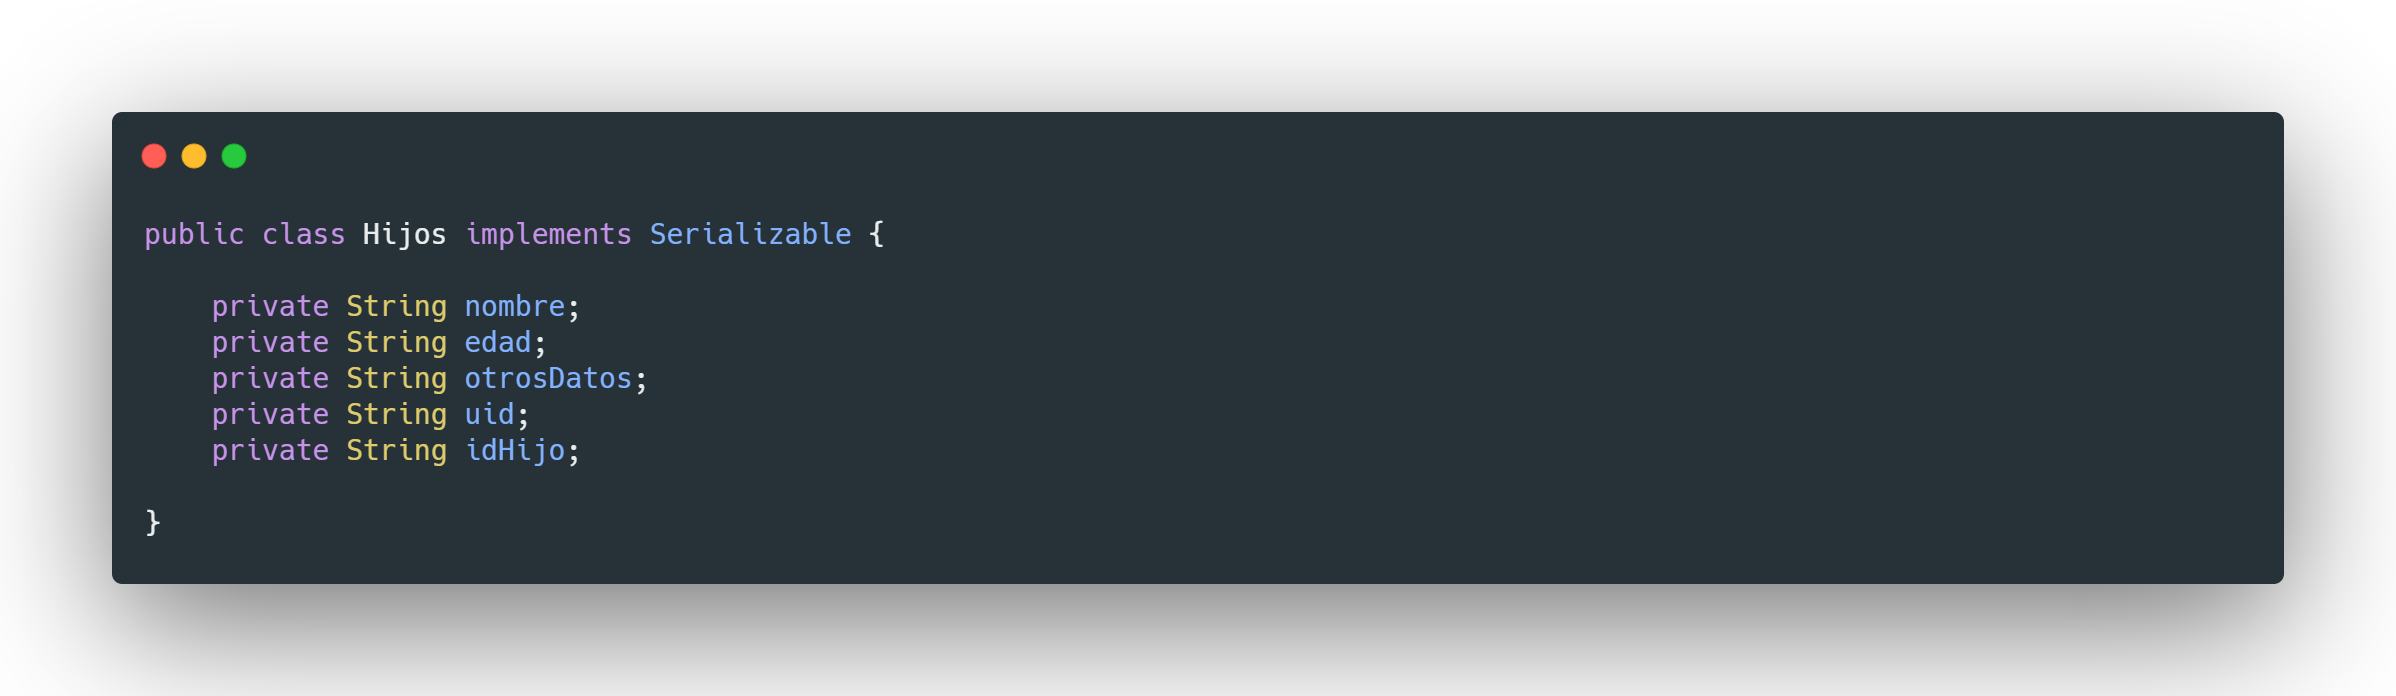 public class Hijos implements Serializable {
private String nombre;
private String edad;
private String otrosDatos;
private String uid;
private String idHijo;
}